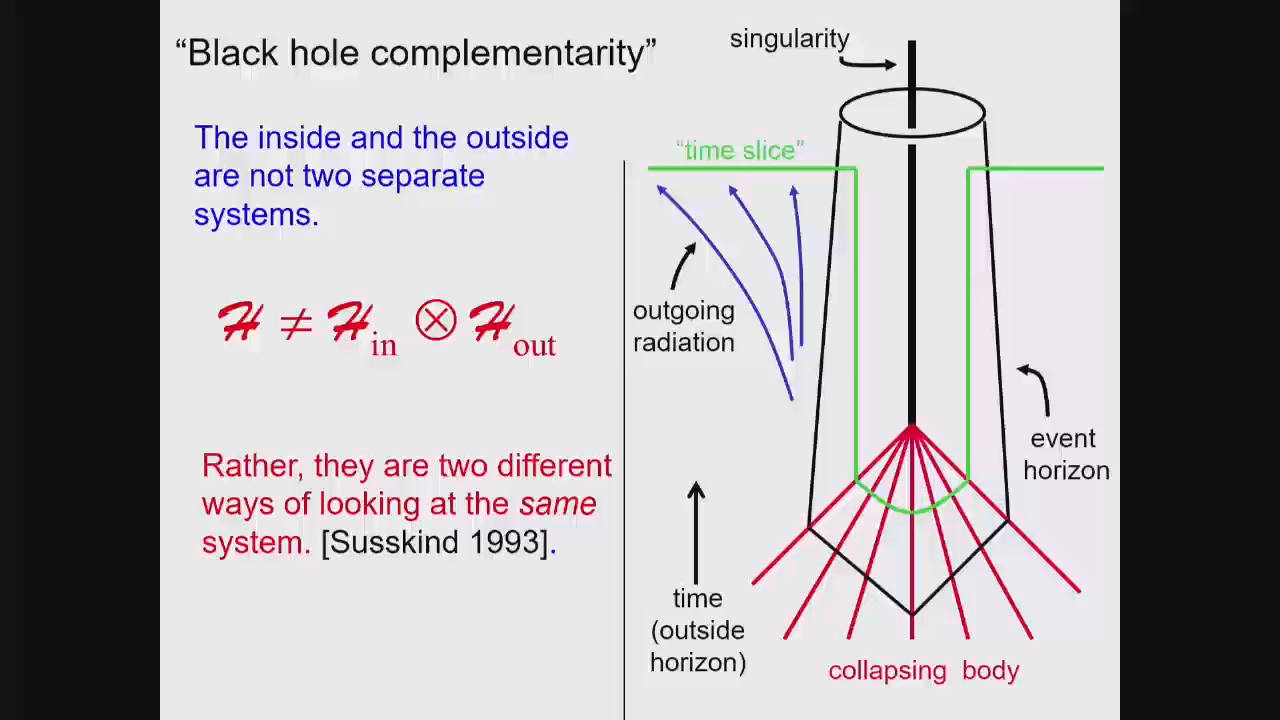 “Black hole complementarity”
The inside and the outside
are not two separate
systems.
ℋ ≠ ℋ_in ⊗ ℋ_out
Rather, they are two different
ways of looking at the same
system. [Susskind 1993].
singularity
“time slice”
outgoing
radiation
event
horizon
time
(outside
horizon)
collapsing body